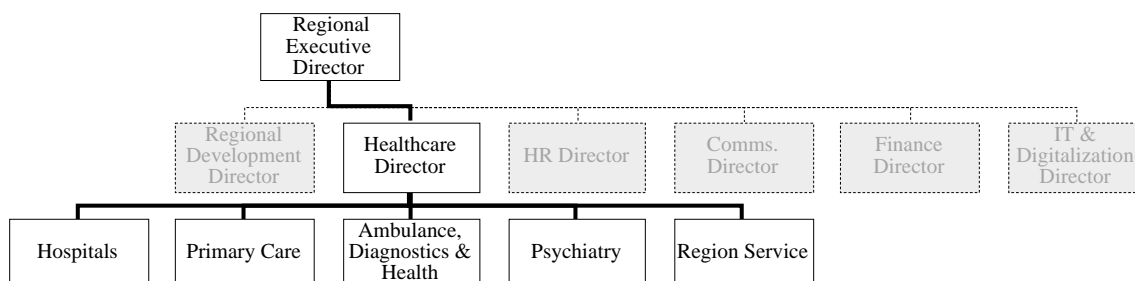 Regional
Executive
Director
Regional
Development
Director
Healthcare
Director
HR Director
Comms.
Director
Finance
Director
IT &
Digitalization
Director
Hospitals
Primary Care
Ambulance,
Diagnostics &
Health
Psychiatry
Region Service